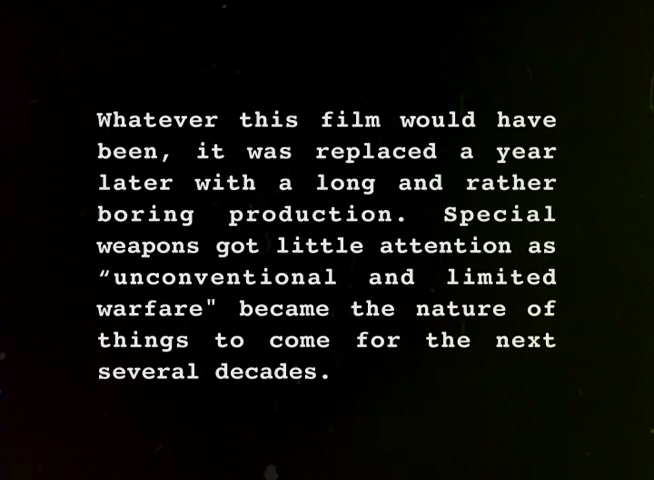 Whatever this film would have
been, it was replaced a year
later with a long and rather
boring production. Special
weapons got little attention as
“unconventional and limited
warfare" became the nature of
things to come for the next
several decades.